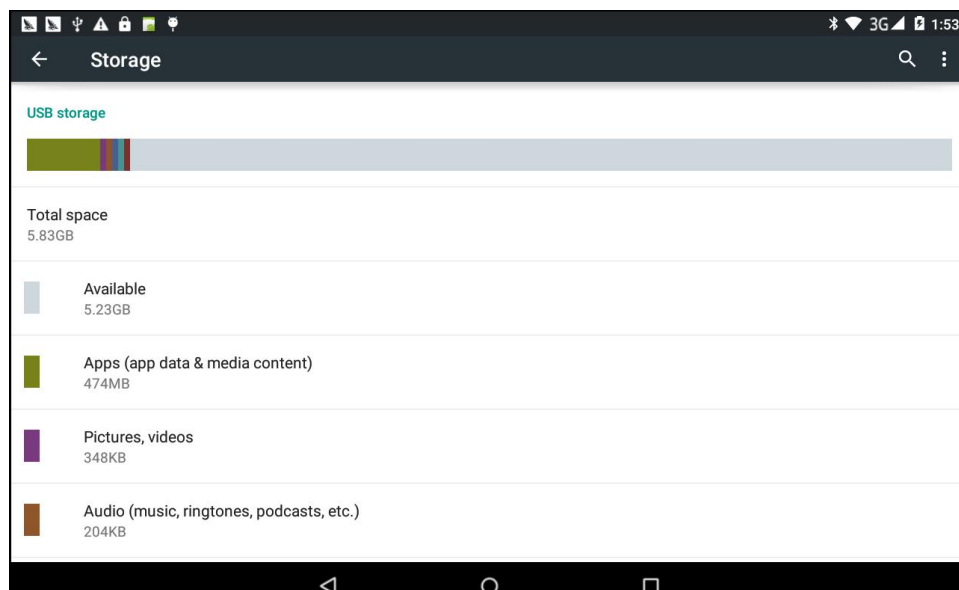 3G 1:53
Storage
USB storage
Total space
5.83GB
Available
5.23GB
Apps (app data & media content)
474MB
Pictures, videos
348KB
Audio (music, ringtones, podcasts, etc.)
204KB